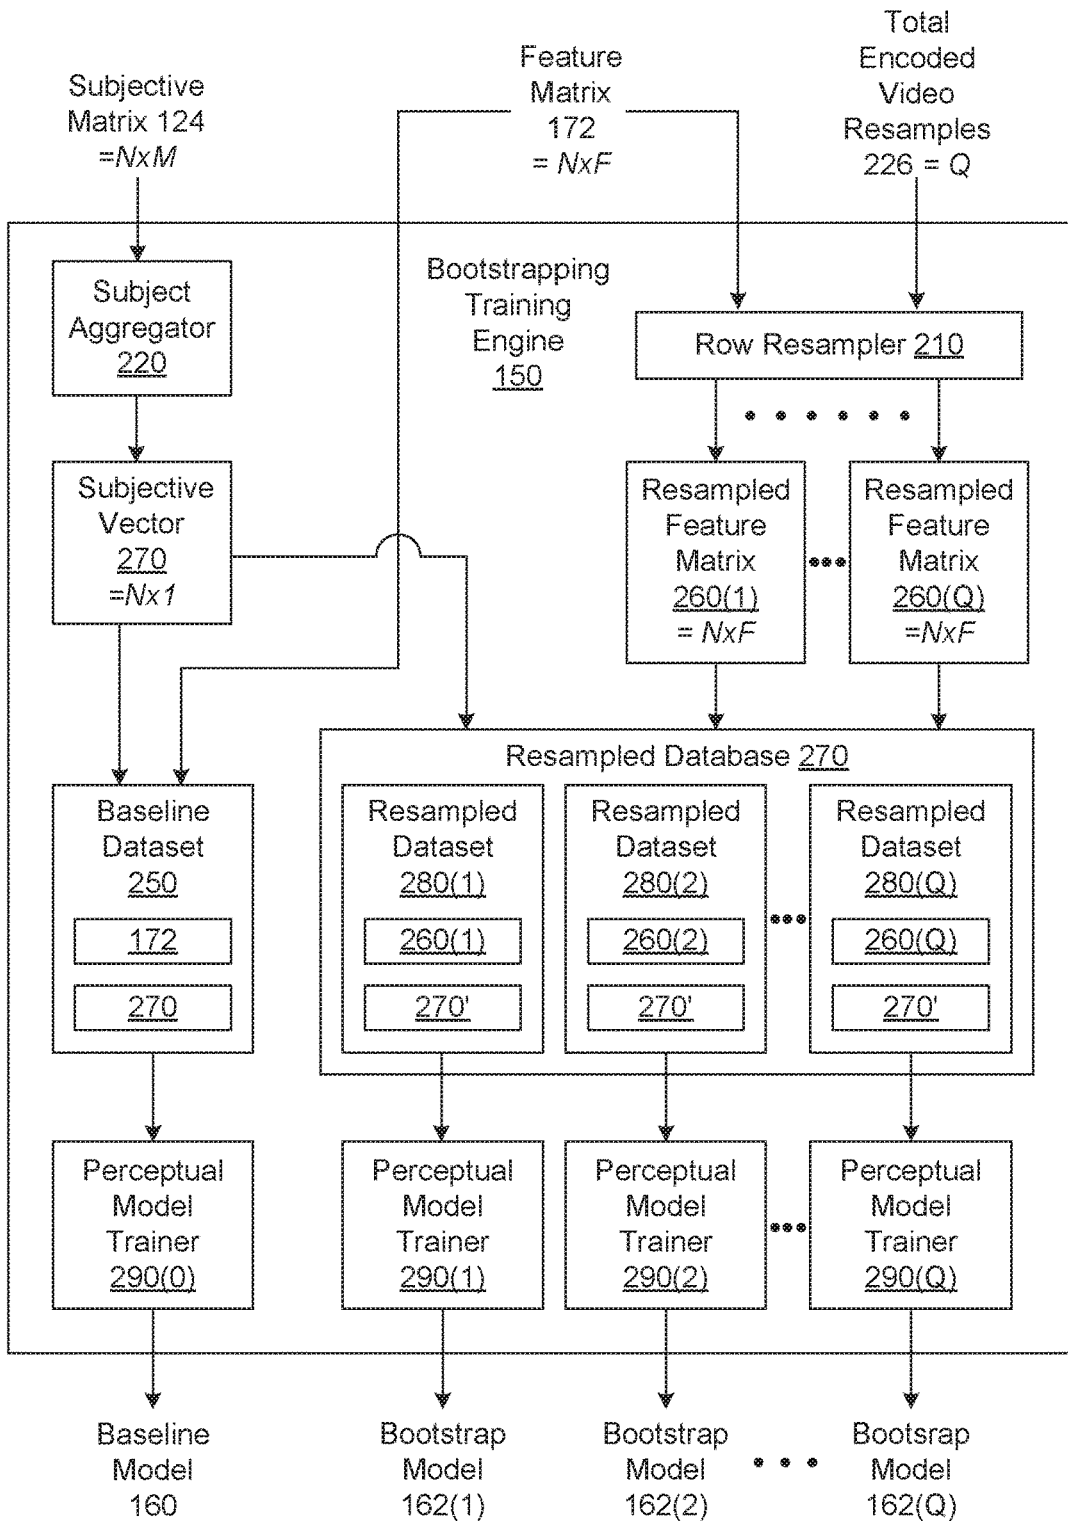 Subjective
Matrix 124
=NxM
Feature
Matrix
172
= NxF
Total
Encoded
Video
Resamples
226 = Q
Subject
Aggregator
220
Bootstrapping
Training
Engine
150
Row Resampler 210
Subjective
Vector
270
=Nx1
Resampled
Feature
Matrix
260(1)
= NxF
Resampled
Feature
Matrix
260(Q)
=NxF
Resampled Database 270
Baseline
Dataset
250
172
270
Resampled
Dataset
280(1)
260(1)
270'
Resampled
Dataset
280(2)
260(2)
270'
Resampled
Dataset
280(Q)
260(Q)
270'
Perceptual
Model
Trainer
290(0)
Perceptual
Model
Trainer
290(1)
Perceptual
Model
Trainer
290(2)
Perceptual
Model
Trainer
290(Q)
Baseline
Model
160
Bootstrap
Model
162(1)
Bootstrap
Model
162(2)
Bootsrap
Model
162(Q)